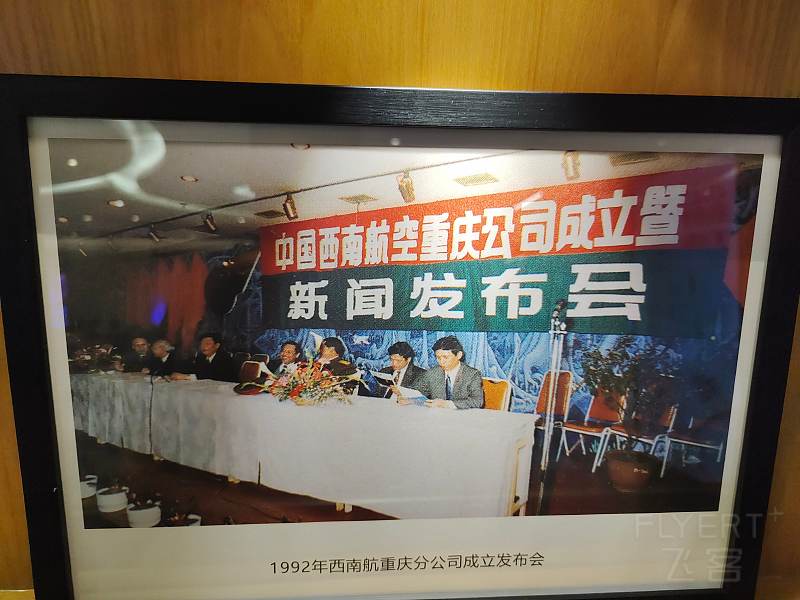 中国西南航空重庆公司成立暨
新闻发布会
1992年西南航重庆分公司成立发布会
FLYERT+
飞客